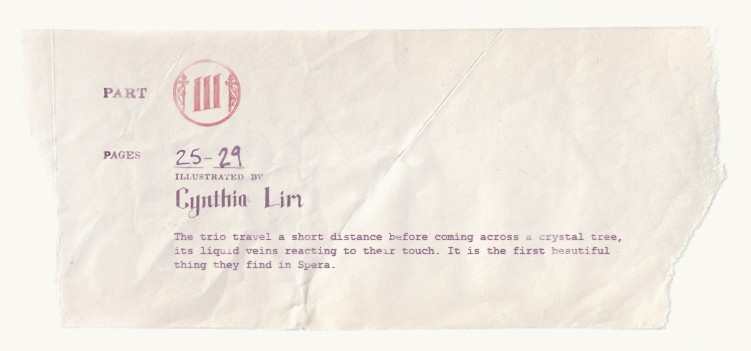 PART III
PAGES 25-29
ILLUSTRATED BY
Cynthia Lim
The trio travel a short distance before coming across a crystal tree,
its liquid veins reacting to their touch. It is the first beautiful
thing they find in Spera.